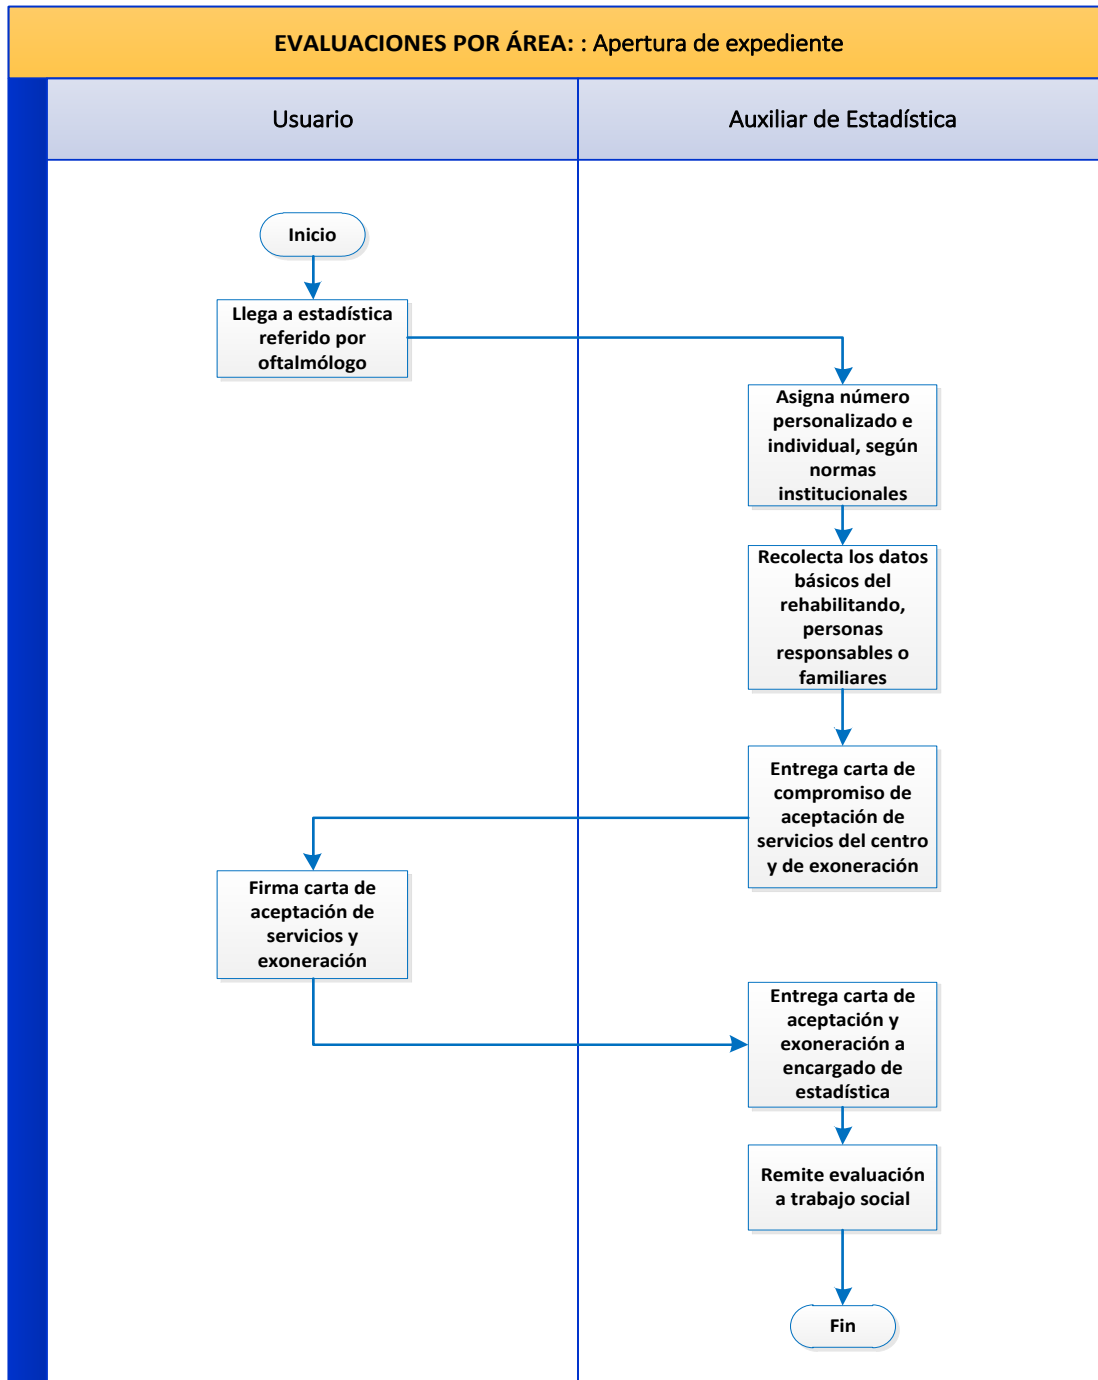 EVALUACIONES POR ÁREA: : Apertura de expediente
Usuario
Auxiliar de Estadística
Inicio
Llega a estadística
referido por
oftalmólogo
Asigna número
personalizado e
individual, según
normas
institucionales
Recolecta los datos
básicos del
rehabilitando,
personas
responsables o
familiares
Entrega carta de
compromiso de
aceptación de
servicios del centro
y de exoneración
Firma carta de
aceptación de
servicios y
exoneración
Entrega carta de
aceptación y
exoneración a
encargado de
estadística
Remite evaluación
a trabajo social
Fin